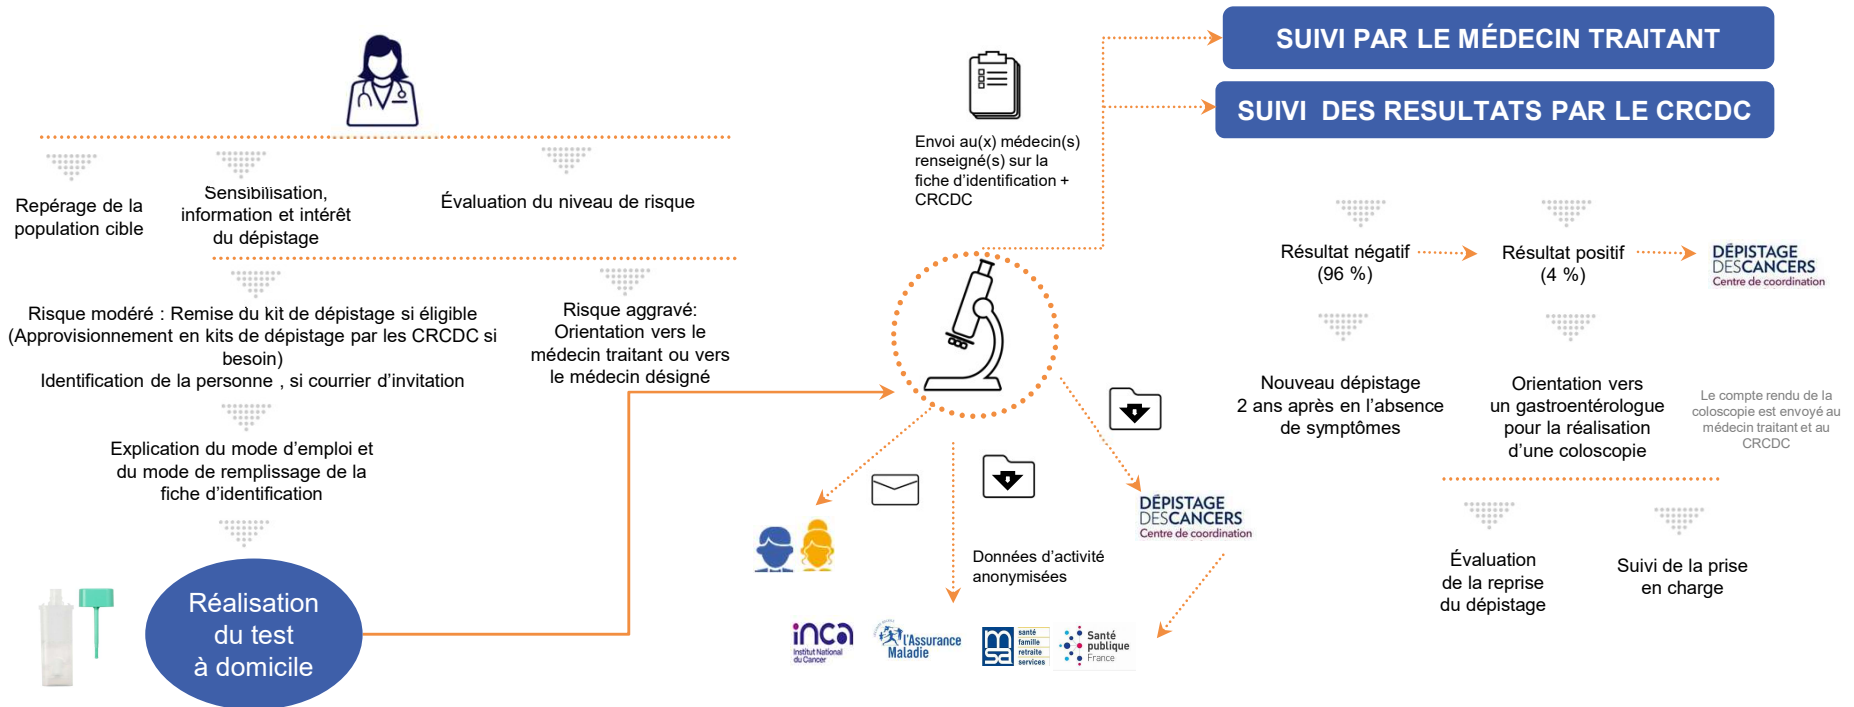 SUIVI PAR LE MÉDECIN TRAITANT
SUIVI DES RESULTATS PAR LE CRCDC
Repérage de la
population cible
Sensibilisation,
information et intérêt
du dépistage
Évaluation du niveau de risque
Risque modéré : Remise du kit de dépistage si éligible
(Approvisionnement en kits de dépistage par les CRCDC si
besoin)
Identification de la personne , si courrier d’invitation
Risque aggravé:
Orientation vers le
médecin traitant ou vers
le médecin désigné
Explication du mode d’emploi et
du mode de remplissage de la
fiche d’identification
Réalisation
du test
à domicile
Envoi au(x) médecin(s)
renseigné(s) sur la
fiche d’identification +
CRCDC
DÉPISTAGE
DESCANCERS
Centre de coordination
Données d’activité
anonymisées
inca
Institut National
du Cancer
l'Assurance
Maladie
msa
santé
famille
retraite
services
Santé
publique
France
Résultat négatif
(96 %)
Résultat positif
(4 %)
DÉPISTAGE
DESCANCERS
Centre de coordination
Nouveau dépistage
2 ans après en l’absence
de symptômes
Orientation vers
un gastroentérologue
pour la réalisation
d’une coloscopie
Le compte rendu de la
coloscopie est envoyé au
médecin traitant et au
CRCDC
Évaluation
de la reprise
du dépistage
Suivi de la prise
en charge